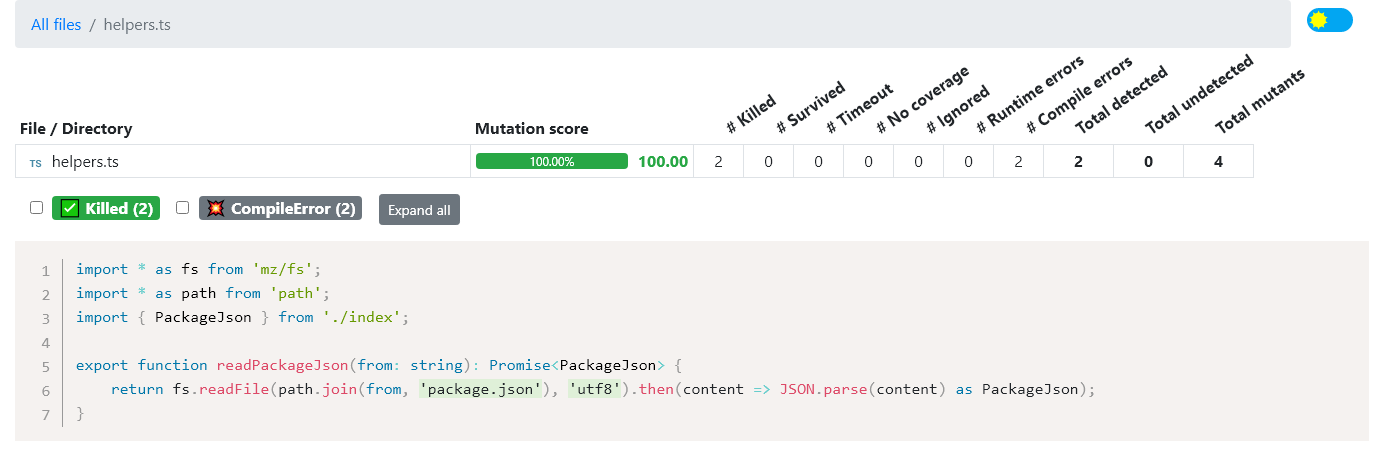 All files / helpers.ts
File / Directory Mutation score # Killed # Survived # Timeout # No coverage # Ignored # Runtime errors # Compile errors Total detected Total undetected Total mutants
TS helpers.ts 100.00% 100.00 2 0 0 0 0 0 2 2 0 4
✅ Killed (2) 💥 CompileError (2) Expand all
1 import * as fs from 'mz/fs';
2 import * as path from 'path';
3 import { PackageJson } from './index';
4
5 export function readPackageJson(from: string): Promise<PackageJson> {
6 return fs.readFile(path.join(from, 'package.json'), 'utf8').then(content => JSON.parse(content) as PackageJson);
7 }